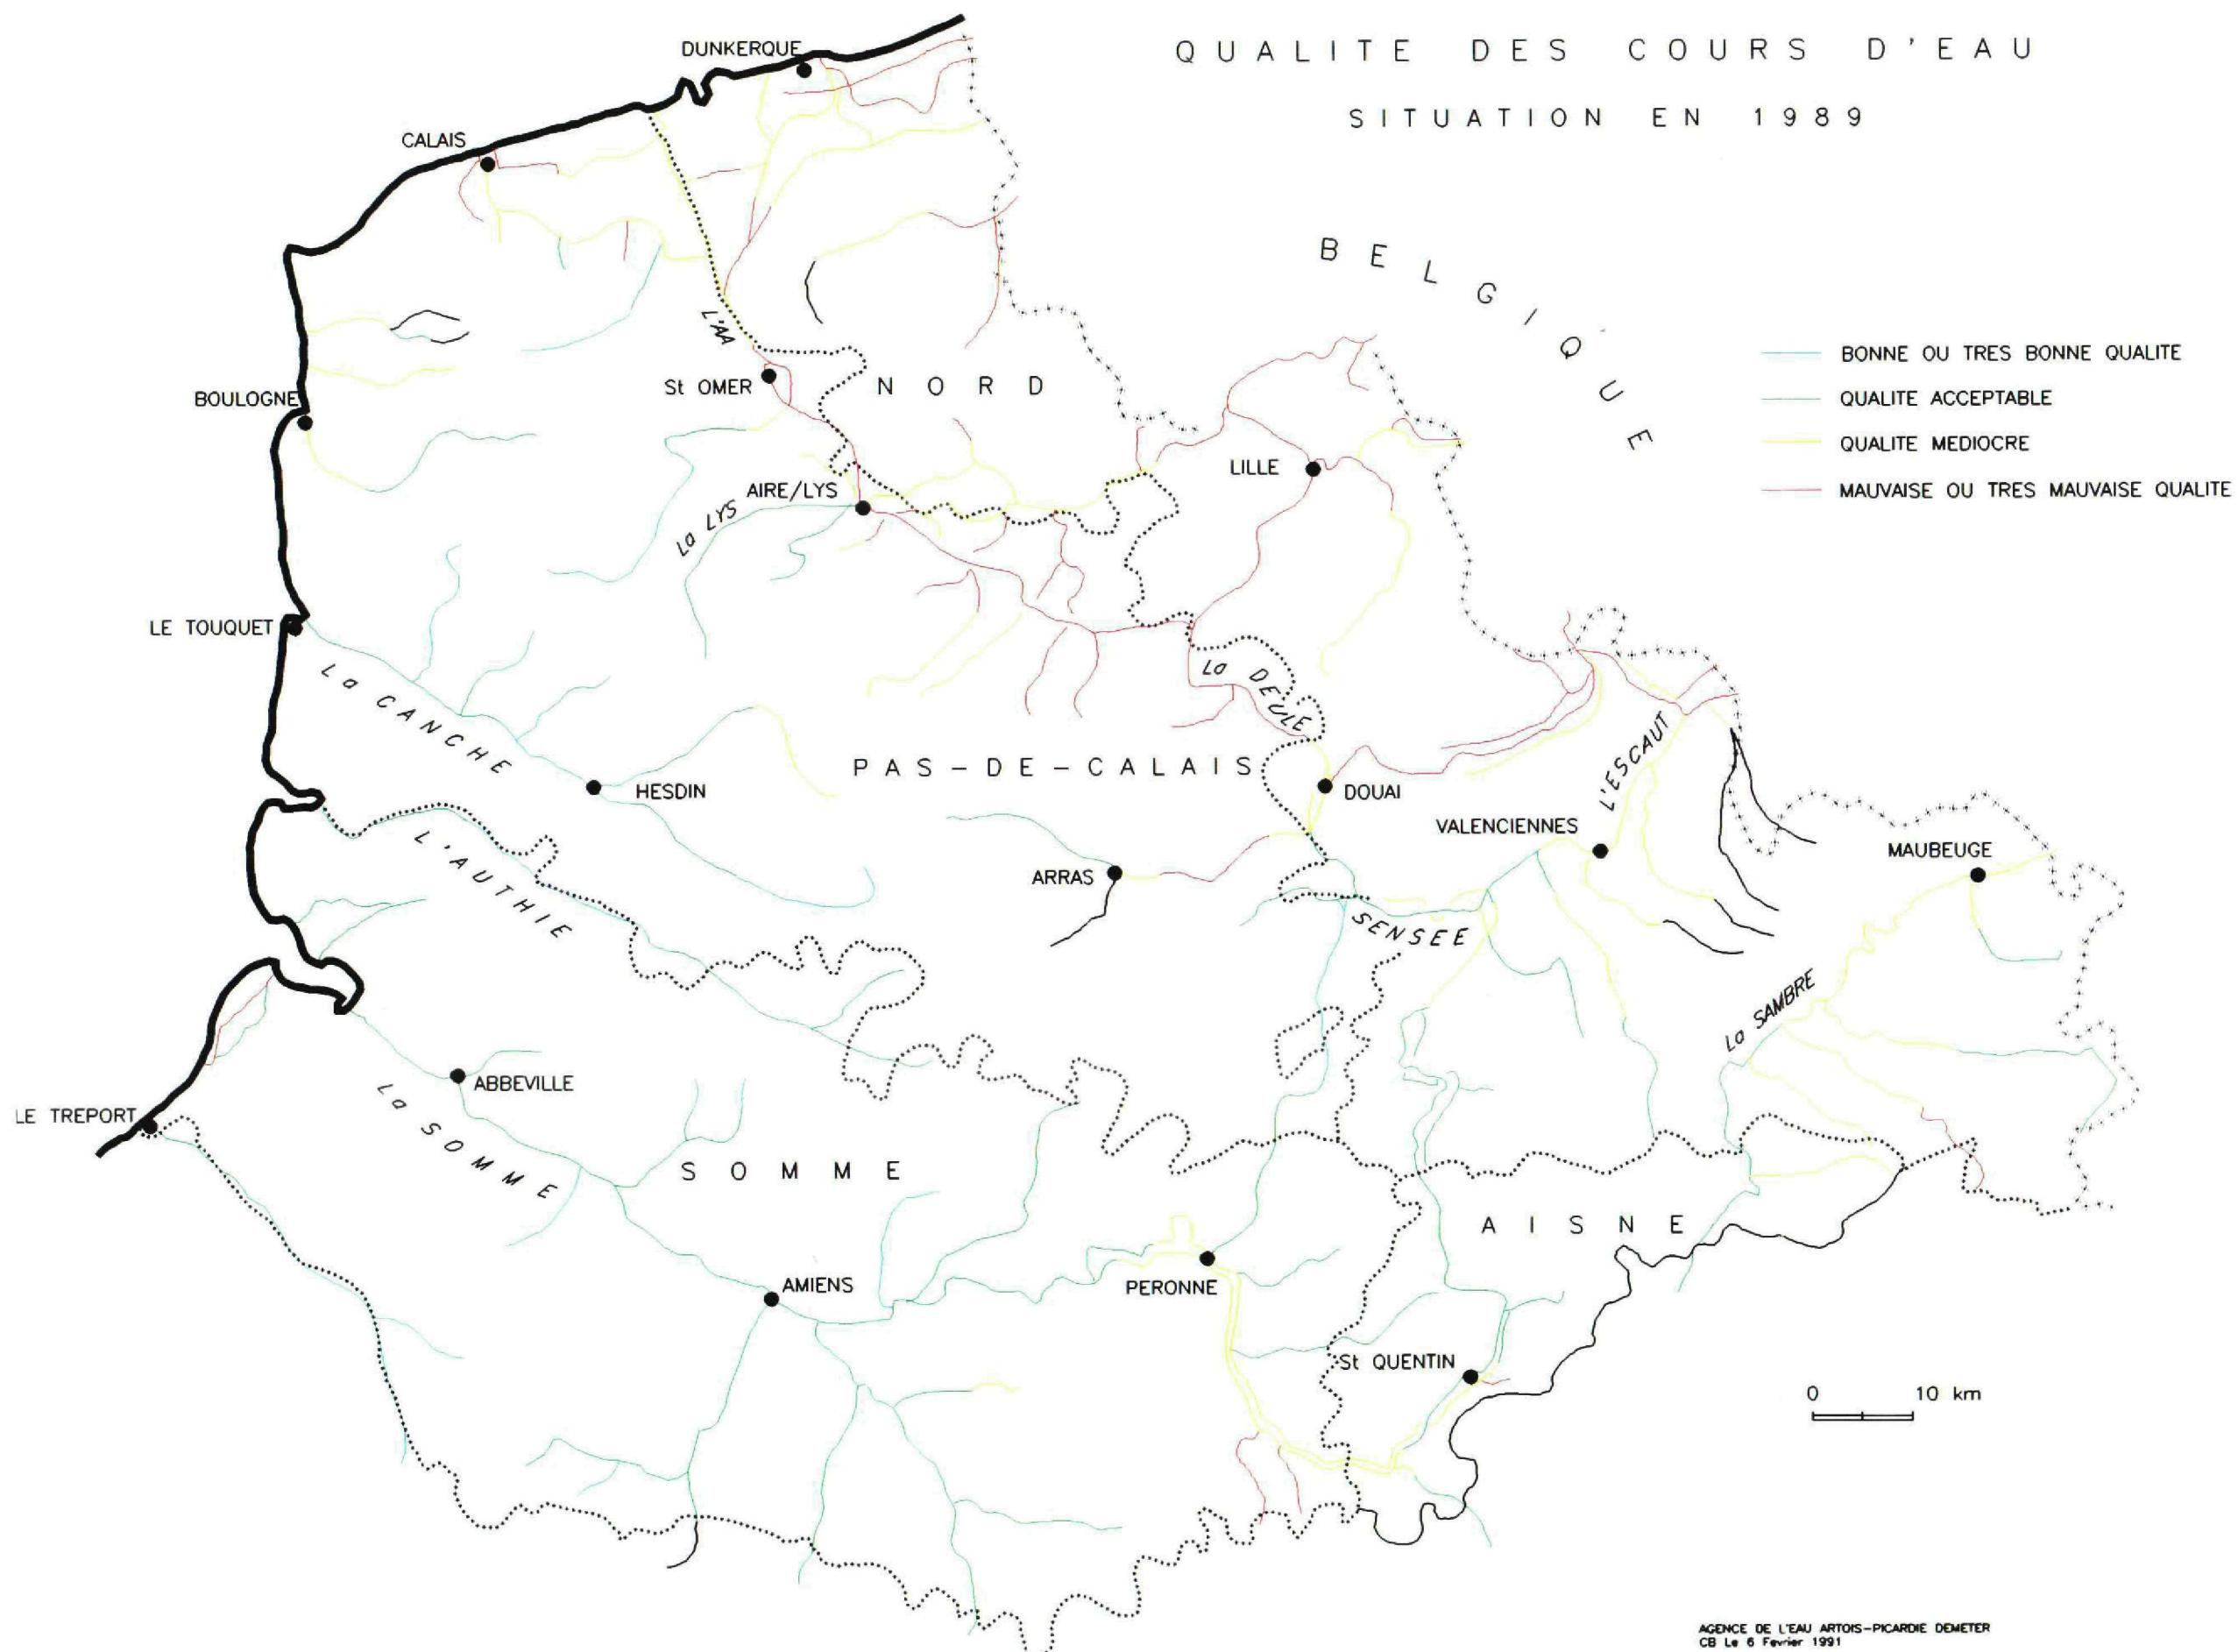 QUALITE DES COURS D'EAU
SITUATION EN 1989
DUNKERQUE
CALAIS
BELGIQUE
L'AA
BONNE OU TRES BONNE QUALITE
QUALITE ACCEPTABLE
QUALITE MEDIOCRE
MAUVAISE OU TRES MAUVAISE QUALITE
St OMER
NORD
BOULOGNE
LILLE
AIRE/LYS
La LYS
LE TOUQUET
La CANCHE
La DEULE
PAS-DE-CALAIS
HESDIN
DOUAI
L'ESCAUT
VALENCIENNES
MAUBEUGE
L'AUTHIE
ARRAS
SENSEE
La SAMBRE
ABBEVILLE
LE TREPORT
La SOMME
SOMME
AISNE
AMIENS
PERONNE
St QUENTIN
0 10 km
AGENCE DE L'EAU ARTOIS-PICARDIE DEMETER
CB Le 6 Fevrier 1991